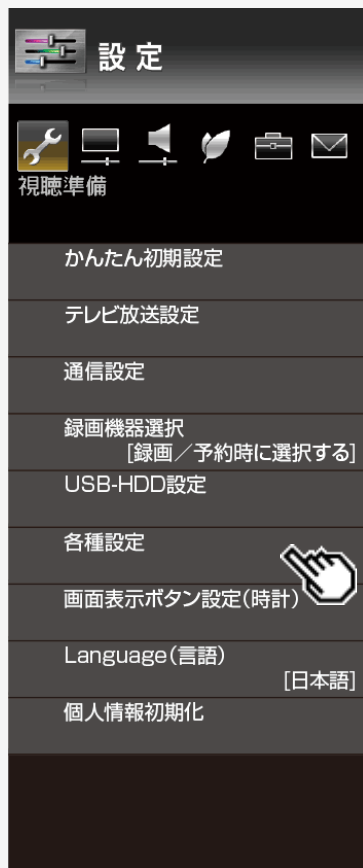 設定
視聴準備
かんたん初期設定
テレビ放送設定
通信設定
録画機器選択
[録画／予約時に選択する]
USB-HDD設定
各種設定
画面表示ボタン設定(時計)
Language(言語)
[日本語]
個人情報初期化